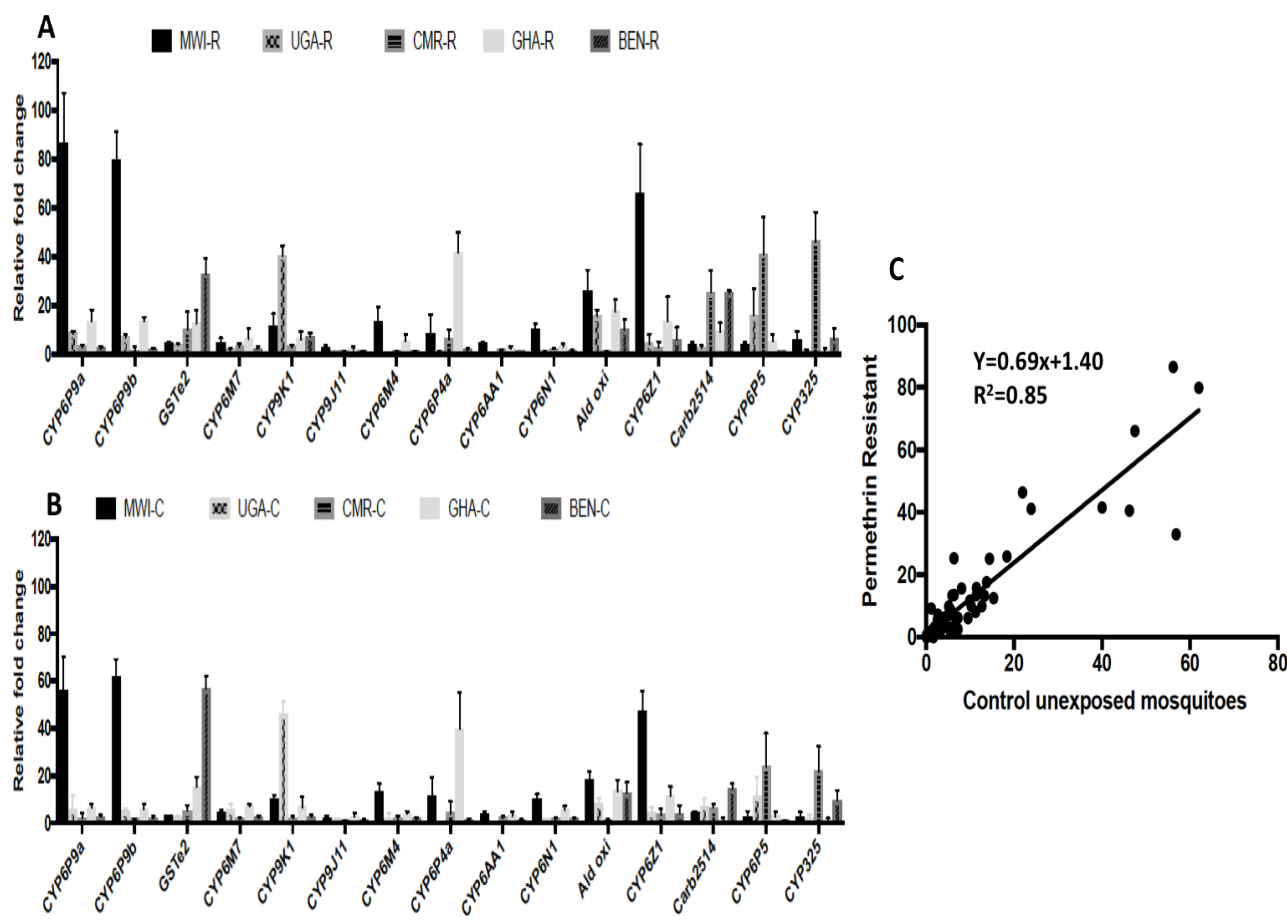 A
MWI-R UGA-R CMR-R GHA-R BEN-R
Relative fold change
120
100
80
60
40
20
0
CYP6P9a CYP6P9b GSTe2 CYP6M7 CYP9K1 CYP9J11 CYP6M4 CYP6P4a CYP6AA1 CYP6N1 Ald oxi CYP6Z1 Carb2514 CYP6P5 CYP325
B
MWI-C UGA-C CMR-C GHA-C BEN-C
Relative fold change
120
100
80
60
40
20
0
CYP6P9a CYP6P9b GSTe2 CYP6M7 CYP9K1 CYP9J11 CYP6M4 CYP6P4a CYP6AA1 CYP6N1 Ald oxi CYP6Z1 Carb2514 CYP6P5 CYP325
C
Y=0.69x+1.40
R²=0.85
Permethrin Resistant
100
80
60
40
20
0
0 20 40 60 80
Control unexposed mosquitoes